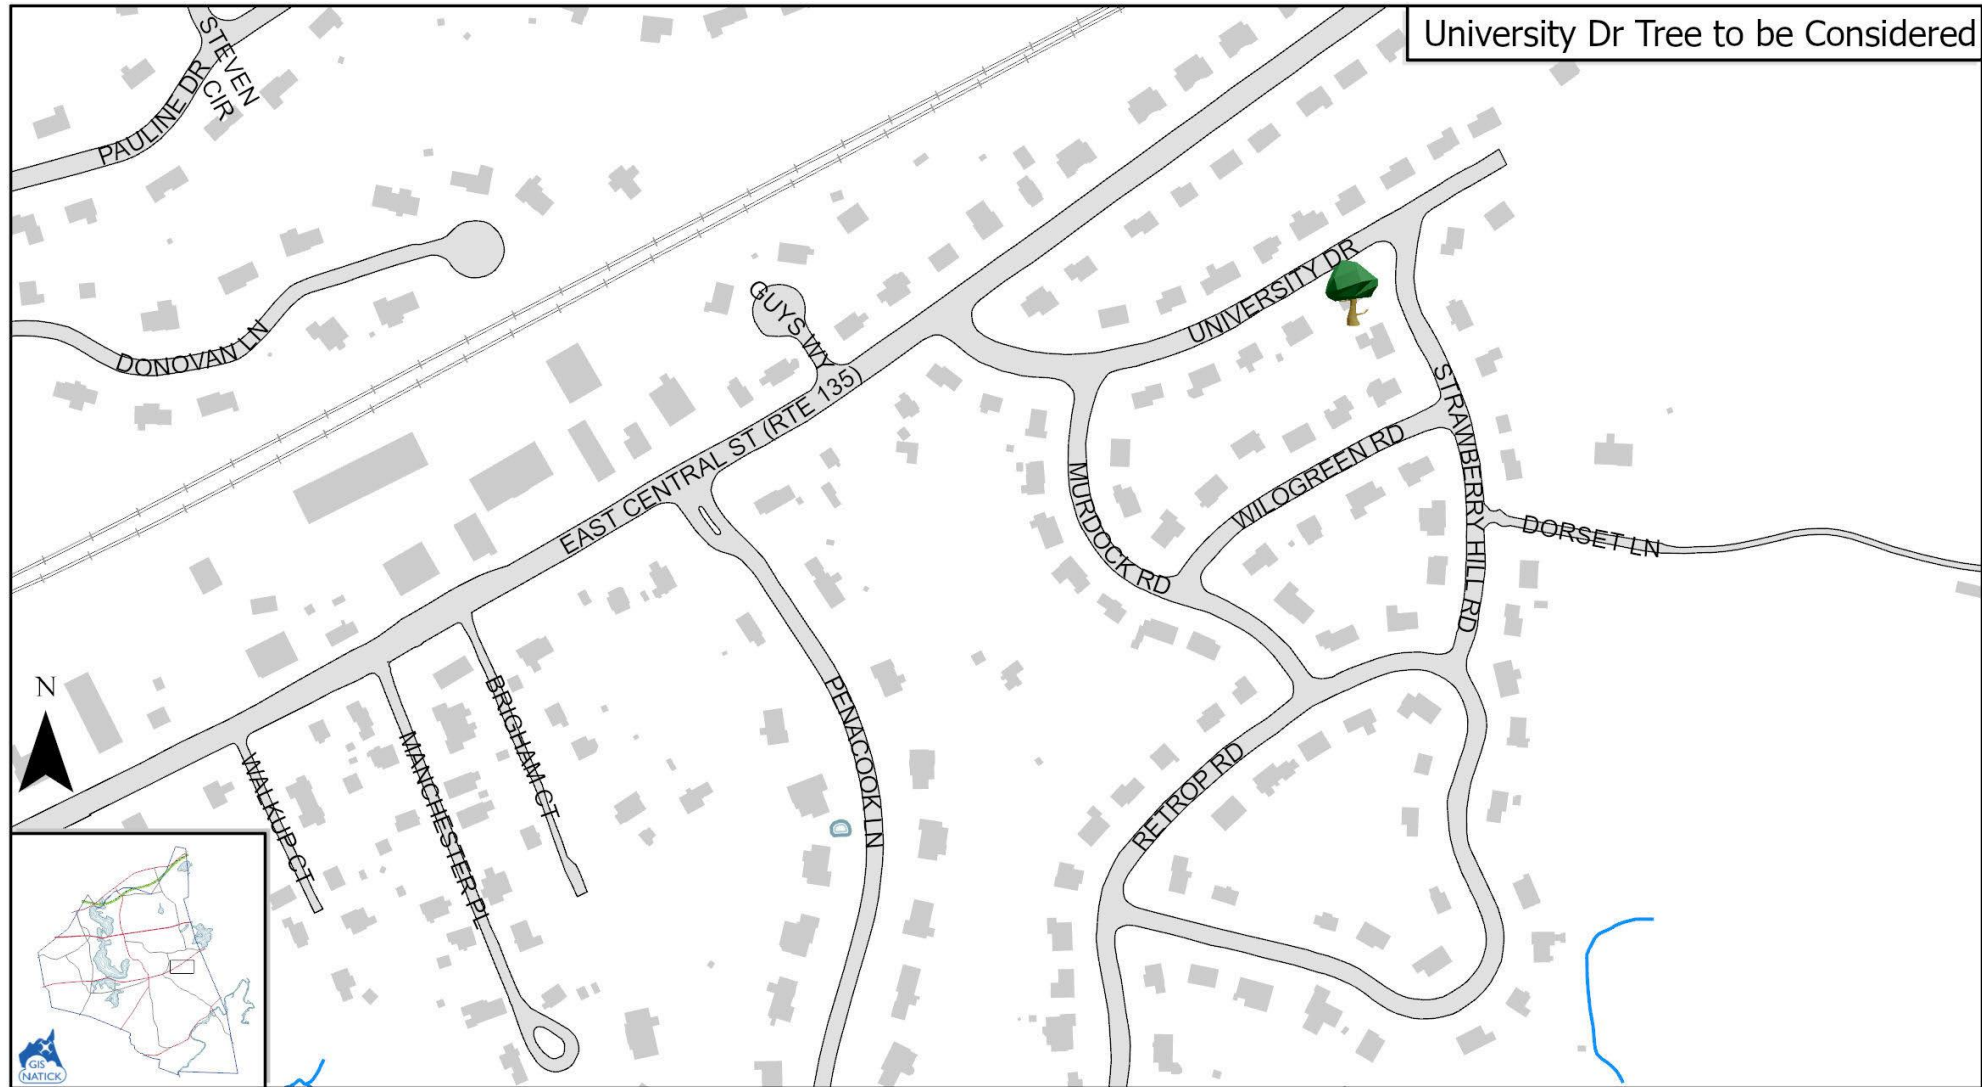 University Dr Tree to be Considered
STEVEN
CIR
PAULINE DR
DONOVAN LN
GUYS WY
UNIVERSITY DR
EAST CENTRAL ST (RTE 135)
STRAWBERRY HILL RD
WILOGREEN RD
MURDOCK RD
DORSET LN
N
BRIGHAM CT
PENACOOK LN
WALKUP CT
MANCHESTER PL
RETROP RD
GIS
NATICK